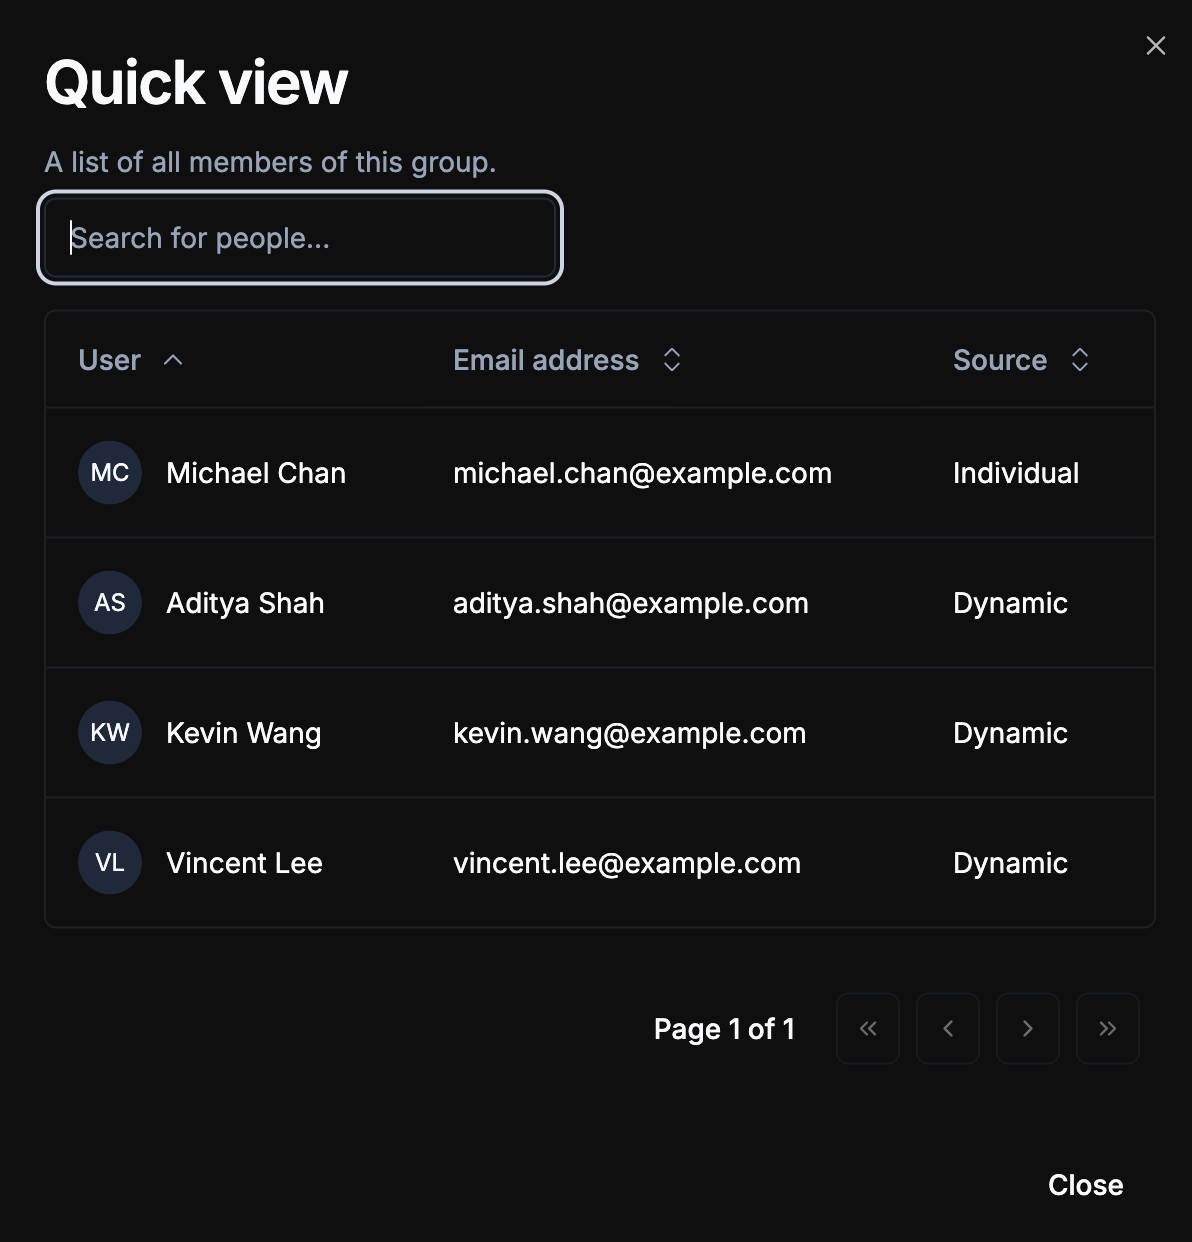 Quick view
A list of all members of this group.
Search for people...
User Email address Source
MC Michael Chan michael.chan@example.com Individual
AS Aditya Shah aditya.shah@example.com Dynamic
KW Kevin Wang kevin.wang@example.com Dynamic
VL Vincent Lee vincent.lee@example.com Dynamic
Page 1 of 1
Close